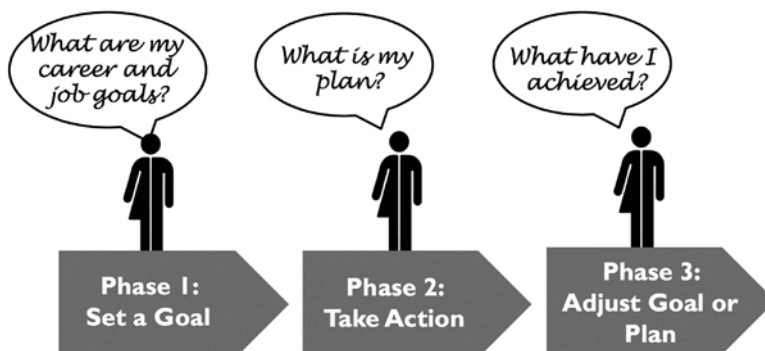 What are my
career and
job goals?
What is my
plan?
What have I
achieved?
Phase 1:
Set a Goal
Phase 2:
Take Action
Phase 3:
Adjust Goal or
Plan